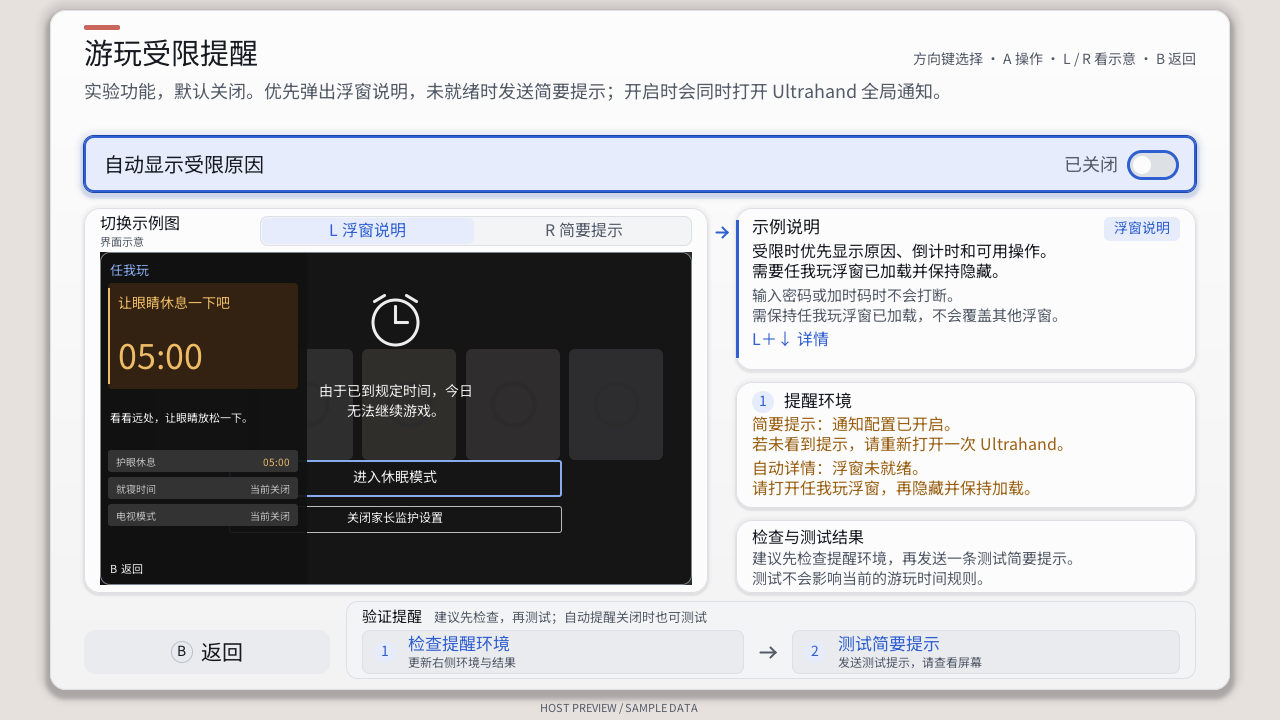 游玩受限提醒
方向键选择 · A 操作 · L / R 看示意 · B 返回
实验功能，默认关闭。优先弹出浮窗说明，未就绪时发送简要提示；开启时会同时打开 Ultrahand 全局通知。
自动显示受限原因
已关闭
切换示例图
界面示意
L 浮窗说明
R 简要提示
任我玩
让眼睛休息一下吧
05:00
看看远处，让眼睛放松一下。
护眼休息 05:00
就寝时间 当前关闭
电视模式 当前关闭
B 返回
由于已到规定时间，今日
无法继续游戏。
进入休眠模式
关闭家长监护设置
示例说明
浮窗说明
受限时优先显示原因、倒计时和可用操作。
需要任我玩浮窗已加载并保持隐藏。
输入密码或加时码时不会打断。
需保持任我玩浮窗已加载，不会覆盖其他浮窗。
L＋↓ 详情
1 提醒环境
简要提示：通知配置已开启。
若未看到提示，请重新打开一次 Ultrahand。
自动详情：浮窗未就绪。
请打开任我玩浮窗，再隐藏并保持加载。
检查与测试结果
建议先检查提醒环境，再发送一条测试简要提示。
测试不会影响当前的游玩时间规则。
B 返回
验证提醒 建议先检查，再测试；自动提醒关闭时也可测试
1 检查提醒环境
更新右侧环境与结果
2 测试简要提示
发送测试提示，请查看屏幕
HOST PREVIEW / SAMPLE DATA